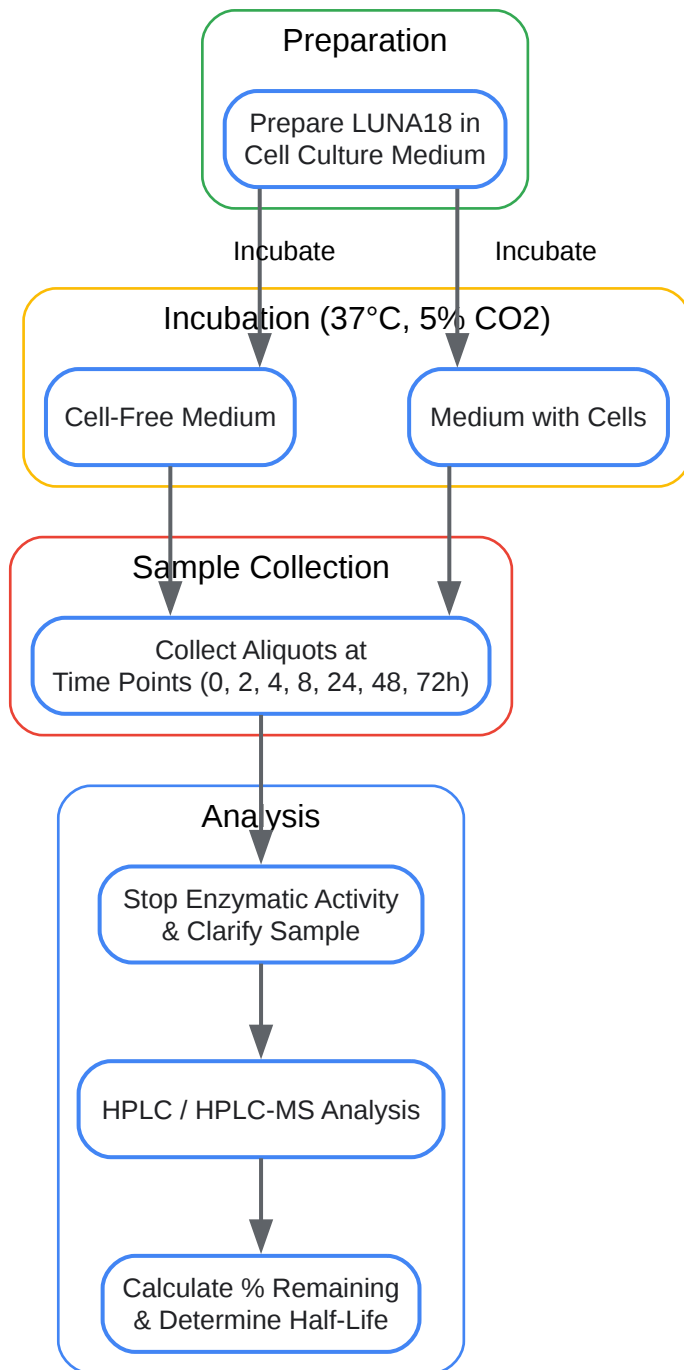 Preparation
Prepare LUNA18 in
Cell Culture Medium
Incubate
Incubate
Incubation (37°C, 5% CO2)
Cell-Free Medium
Medium with Cells
Sample Collection
Collect Aliquots at
Time Points (0, 2, 4, 8, 24, 48, 72h)
Analysis
Stop Enzymatic Activity
& Clarify Sample
HPLC / HPLC-MS Analysis
Calculate % Remaining
& Determine Half-Life